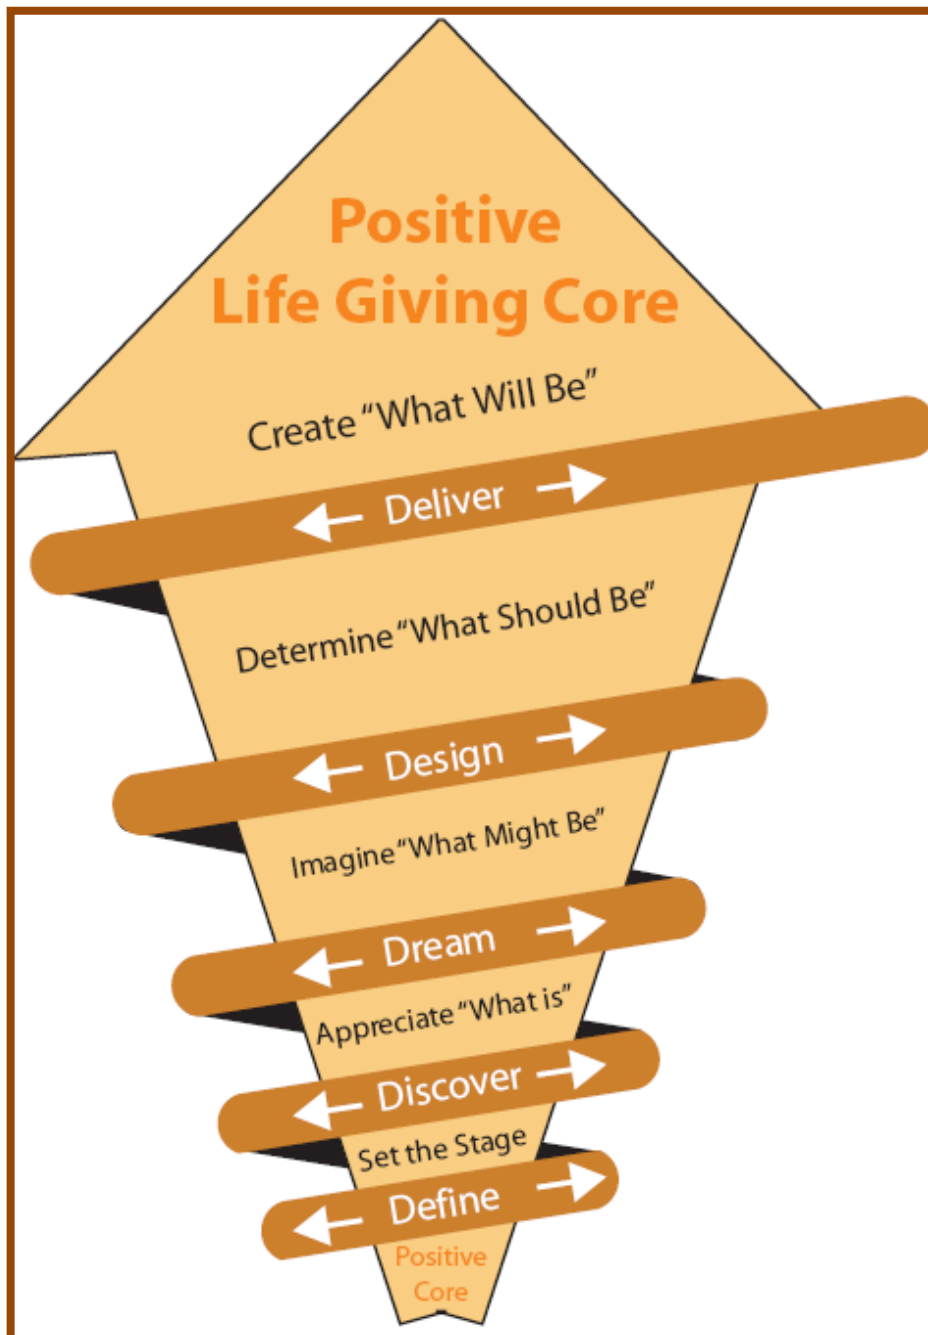 Positive
Life Giving Core
Create “What Will Be”
Deliver
Determine “What Should Be”
Design
Imagine “What Might Be”
Dream
Appreciate “What is”
Discover
Set the Stage
Define
Positive
Core